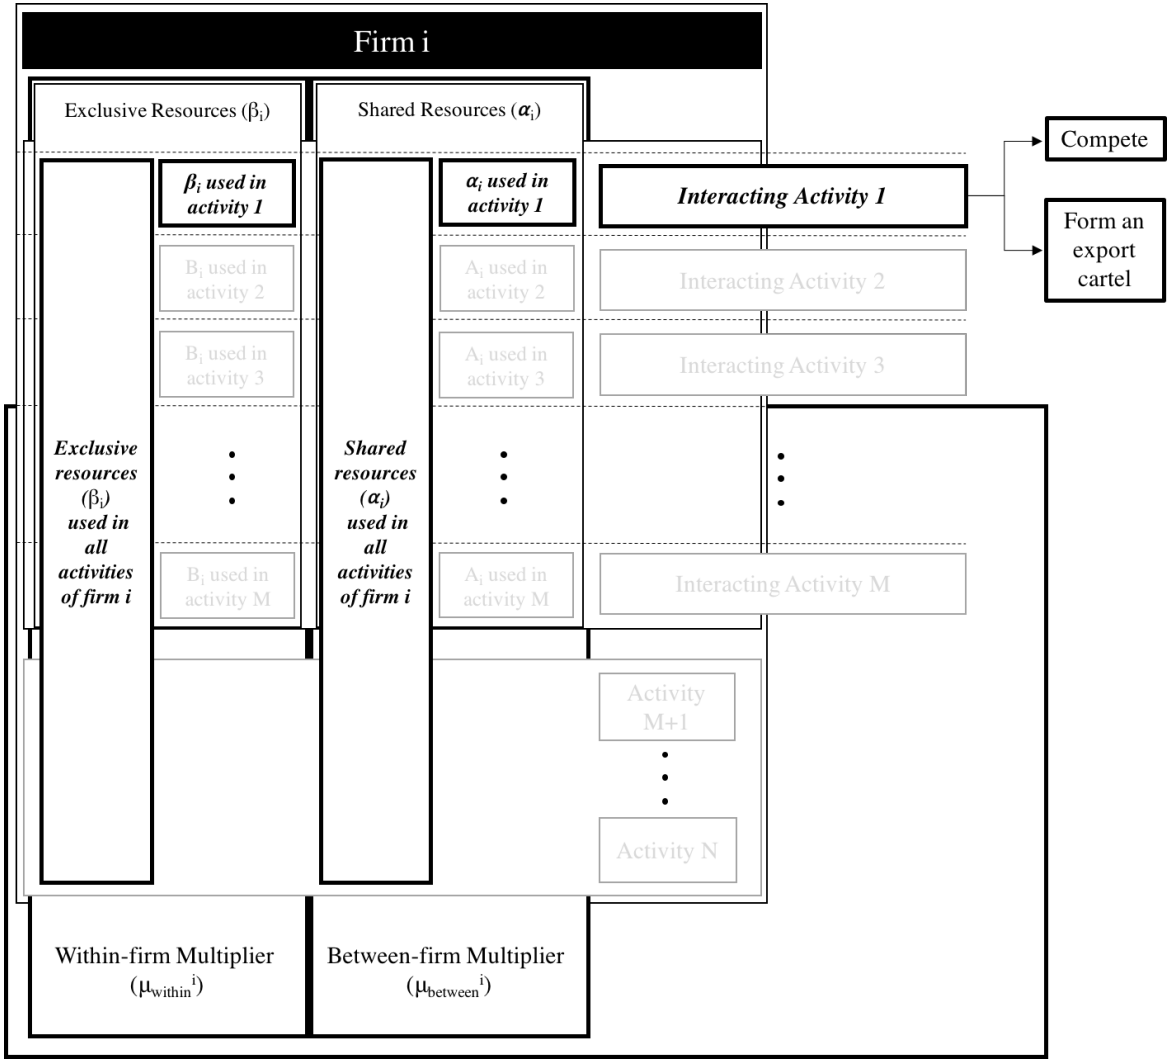 Firm i
Exclusive Resources (βi)
Shared Resources (αi)
Compete
βi used in
activity 1
αi used in
activity 1
Interacting Activity 1
Form an
export
cartel
Bi used in
activity 2
Ai used in
activity 2
Interacting Activity 2
Bi used in
activity 3
Ai used in
activity 3
Interacting Activity 3
Exclusive
resources
(βi)
used in
all
activities
of firm i
Shared
resources
(αi)
used in
all
activities
of firm i
Bi used in
activity M
Ai used in
activity M
Interacting Activity M
Activity
M+1
Activity N
Within-firm Multiplier
(μwithin^i)
Between-firm Multiplier
(μbetween^i)